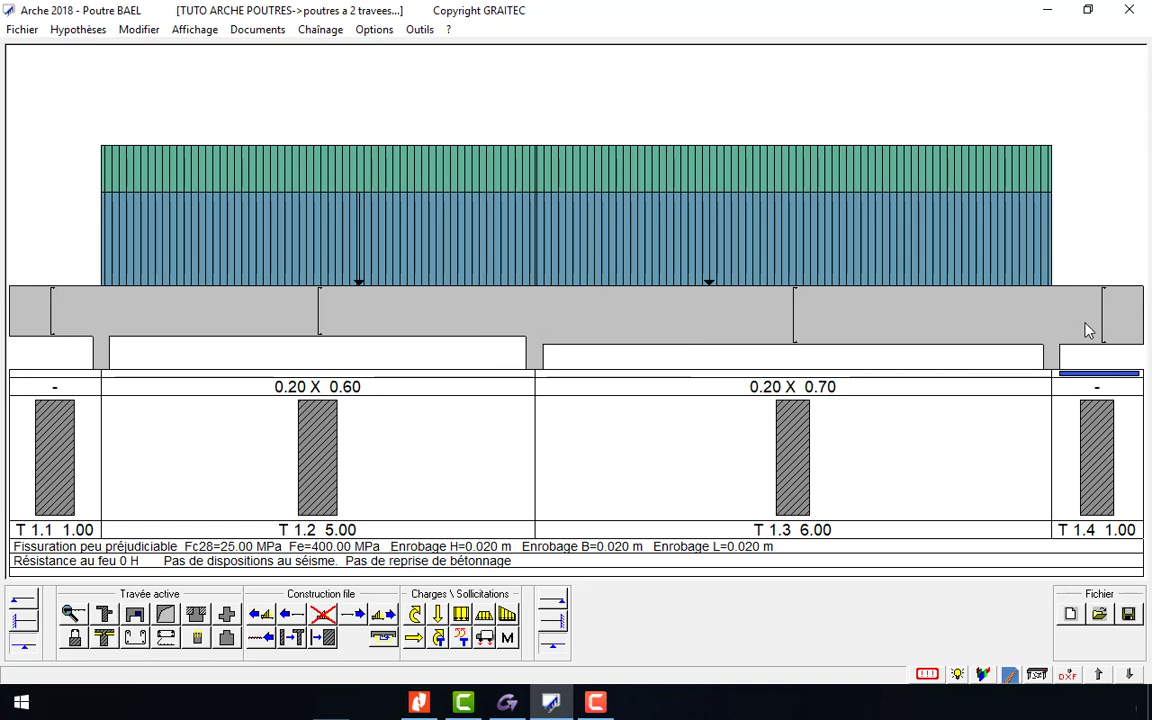 Arche 2018 - Poutre BAEL [TUTO ARCHE POUTRES->poutres a 2 travees...] Copyright GRAITEC
Fichier Hypothèses Modifier Affichage Documents Chaînage Options Outils ?
- 0.20 X 0.60 0.20 X 0.70 -
T 1.1 1.00 T 1.2 5.00 T 1.3 6.00 T 1.4 1.00
Fissuration peu préjudiciable Fc28=25.00 MPa Fe=400.00 MPa Enrobage H=0.020 m Enrobage B=0.020 m Enrobage L=0.020 m
Résistance au feu 0 H Pas de dispositions au séisme. Pas de reprise de bétonnage
Travée active Construction file Charges \ Sollicitations Fichier
M
DXF